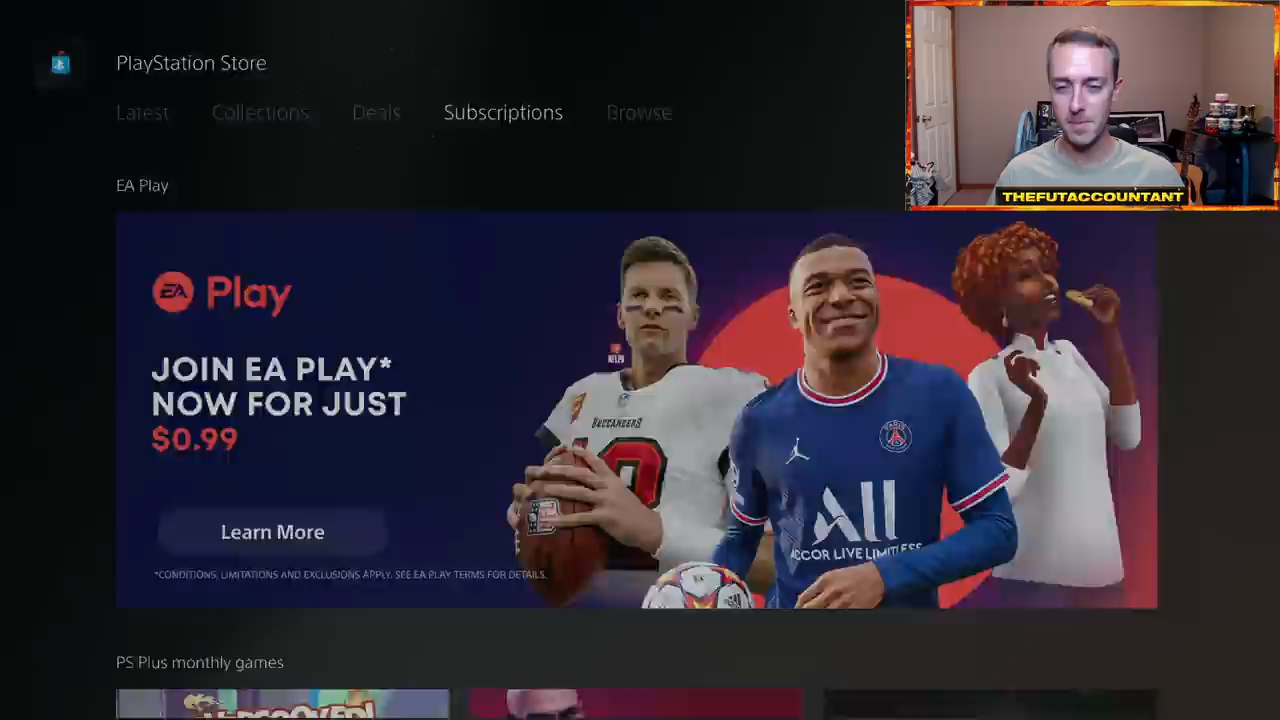 PlayStation Store
Latest Collections Deals Subscriptions Browse
THEFUTACCOUNTANT
EA Play
EA Play
JOIN EA PLAY*
NOW FOR JUST
$0.99
Learn More
*CONDITIONS, LIMITATIONS AND EXCLUSIONS APPLY. SEE EA PLAY TERMS FOR DETAILS.
BUCCANEERS
PARIS
ALL
ACCOR LIVE LIMITLESS
PS Plus monthly games